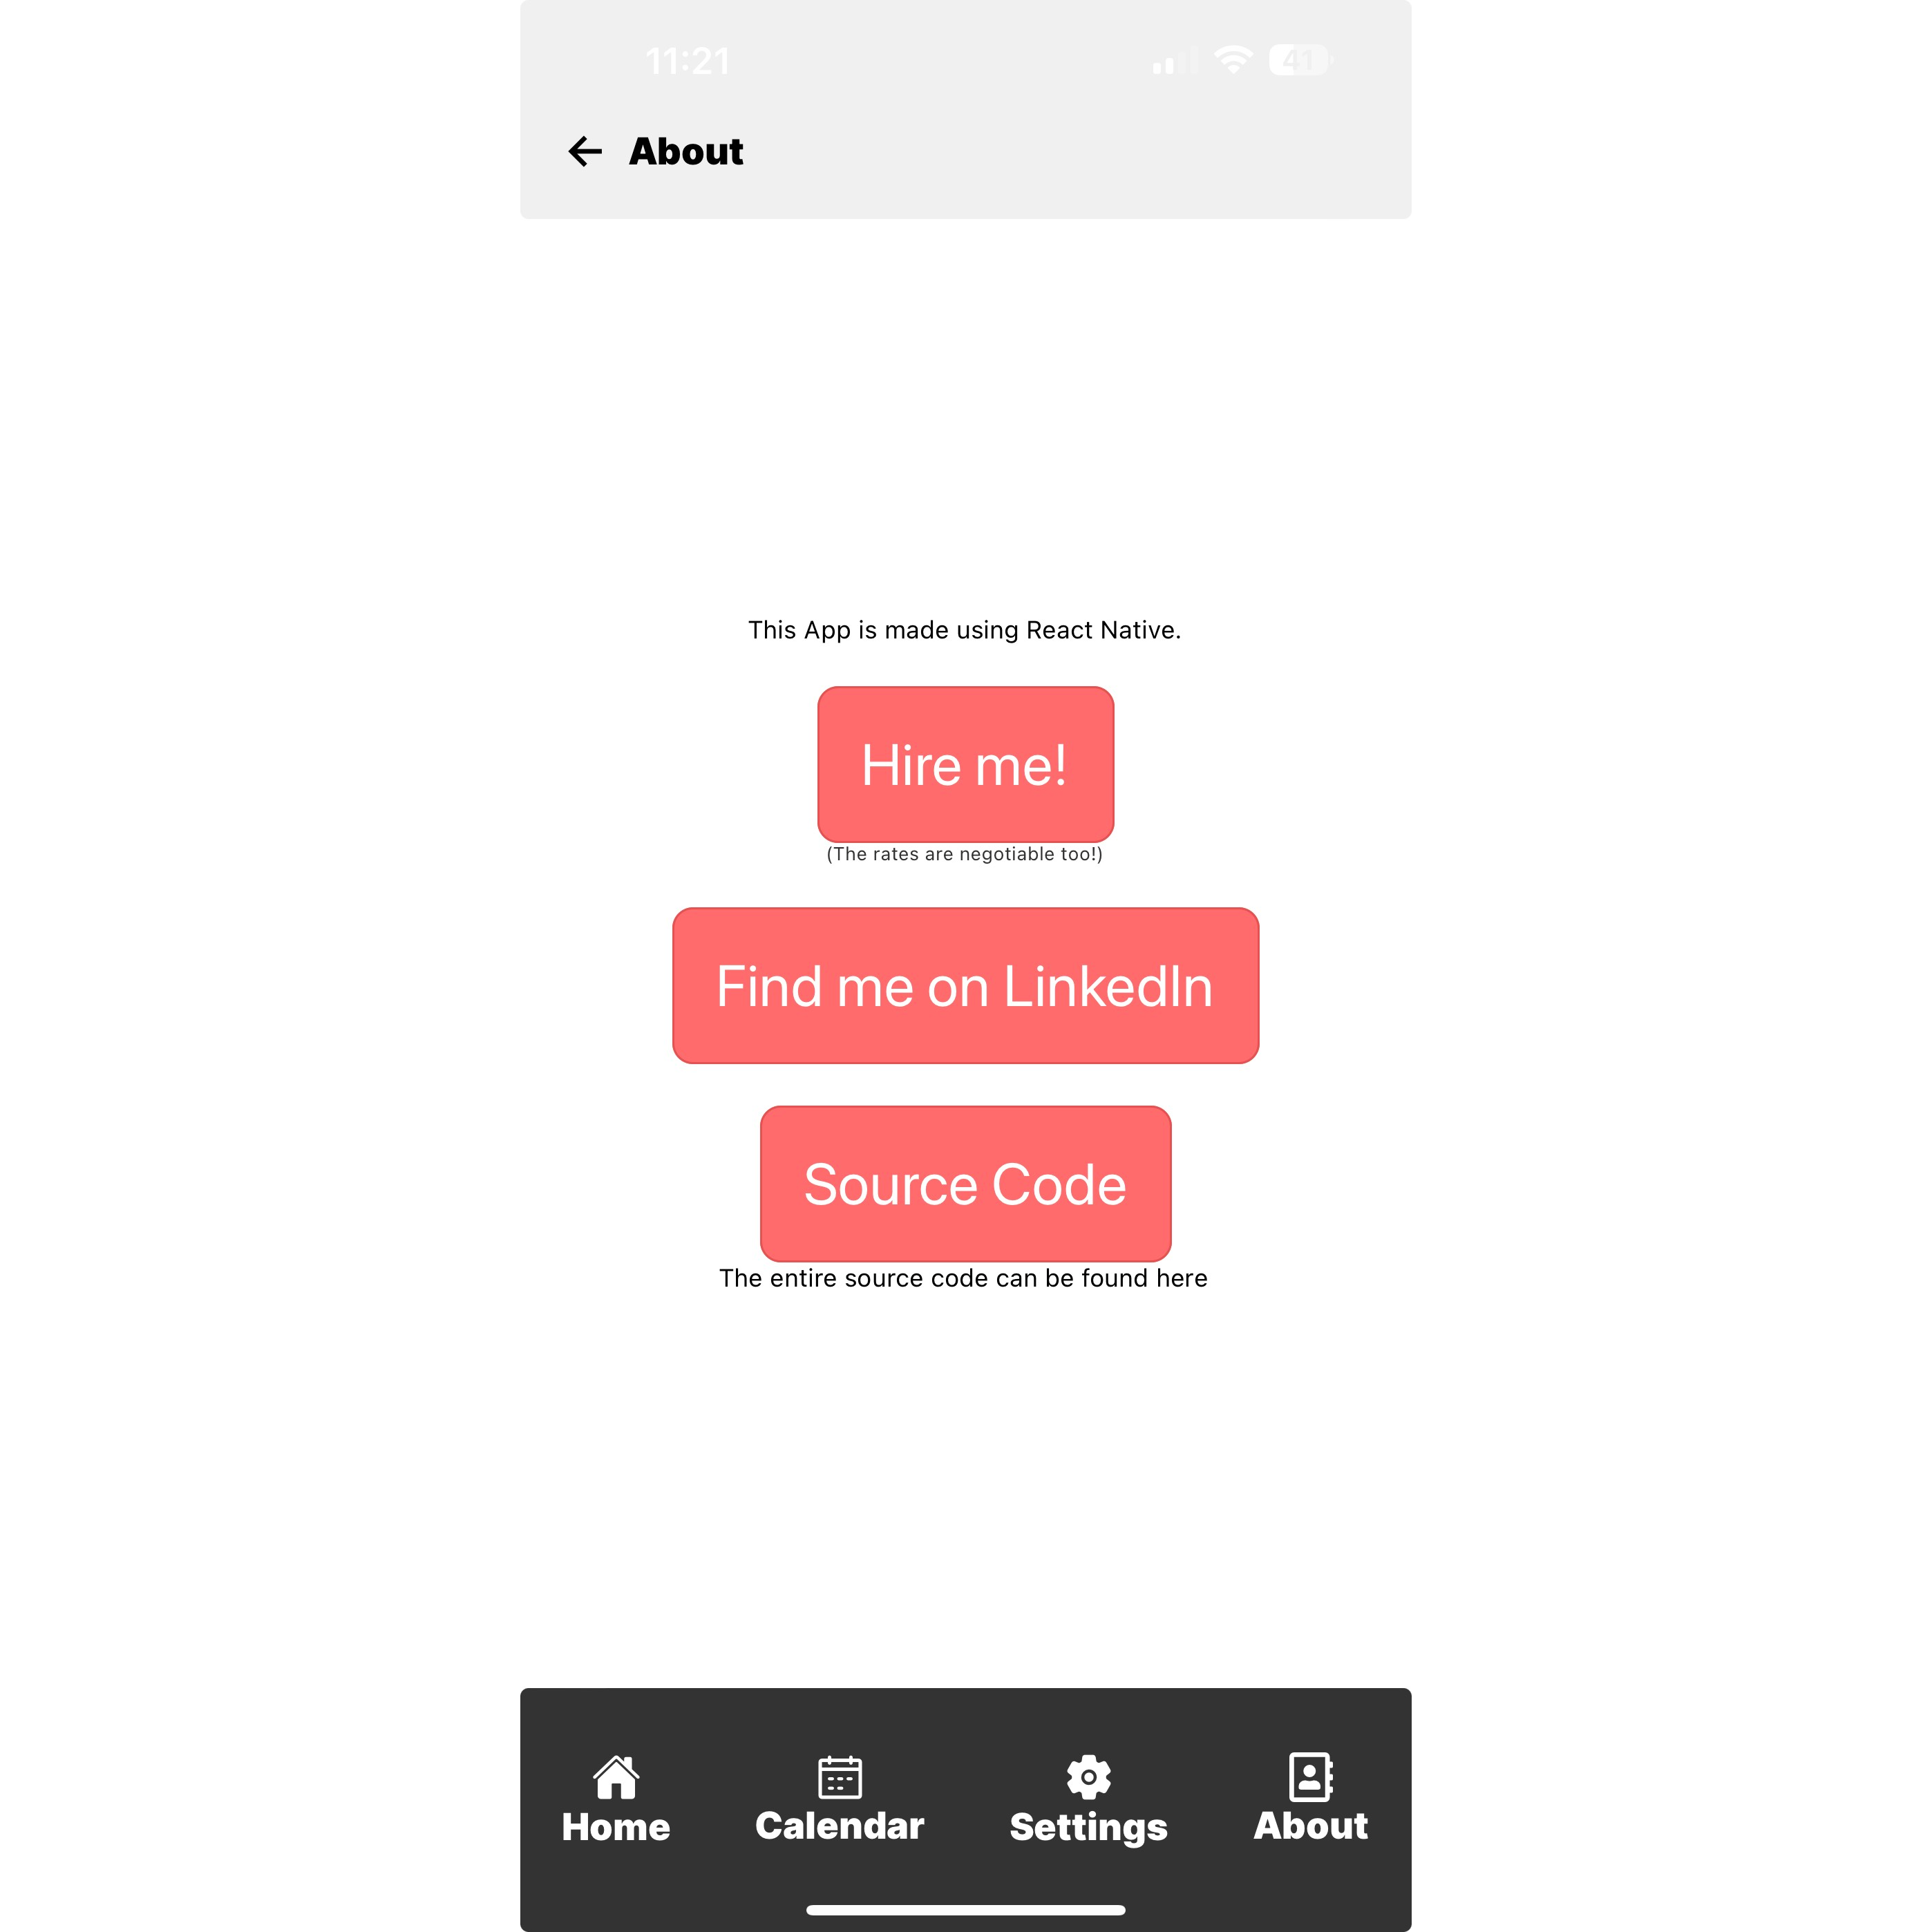 11:21
41
About
This App is made using React Native.
Hire me!
(The rates are negotiable too!)
Find me on LinkedIn
Source Code
The entire source code can be found here
Home
Calendar
Settings
About